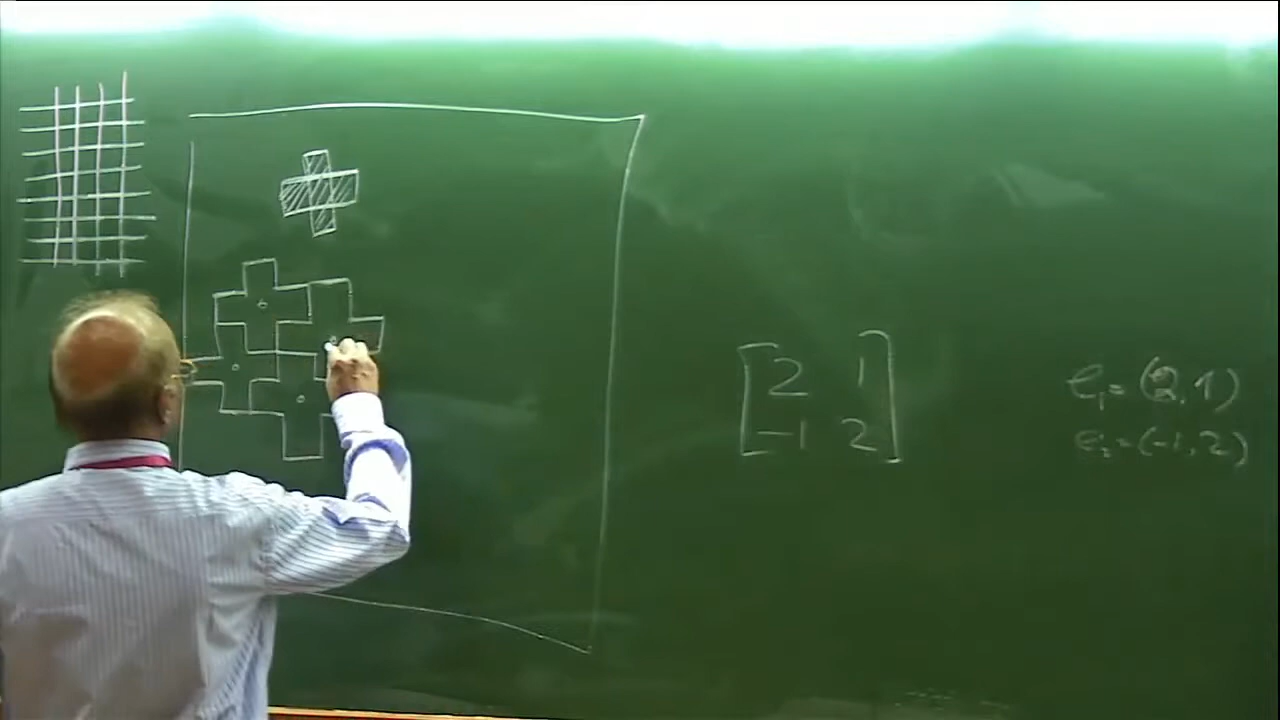 2 1
-1 2
e₁ = (2, 1)
e₂ = (-1, 2)